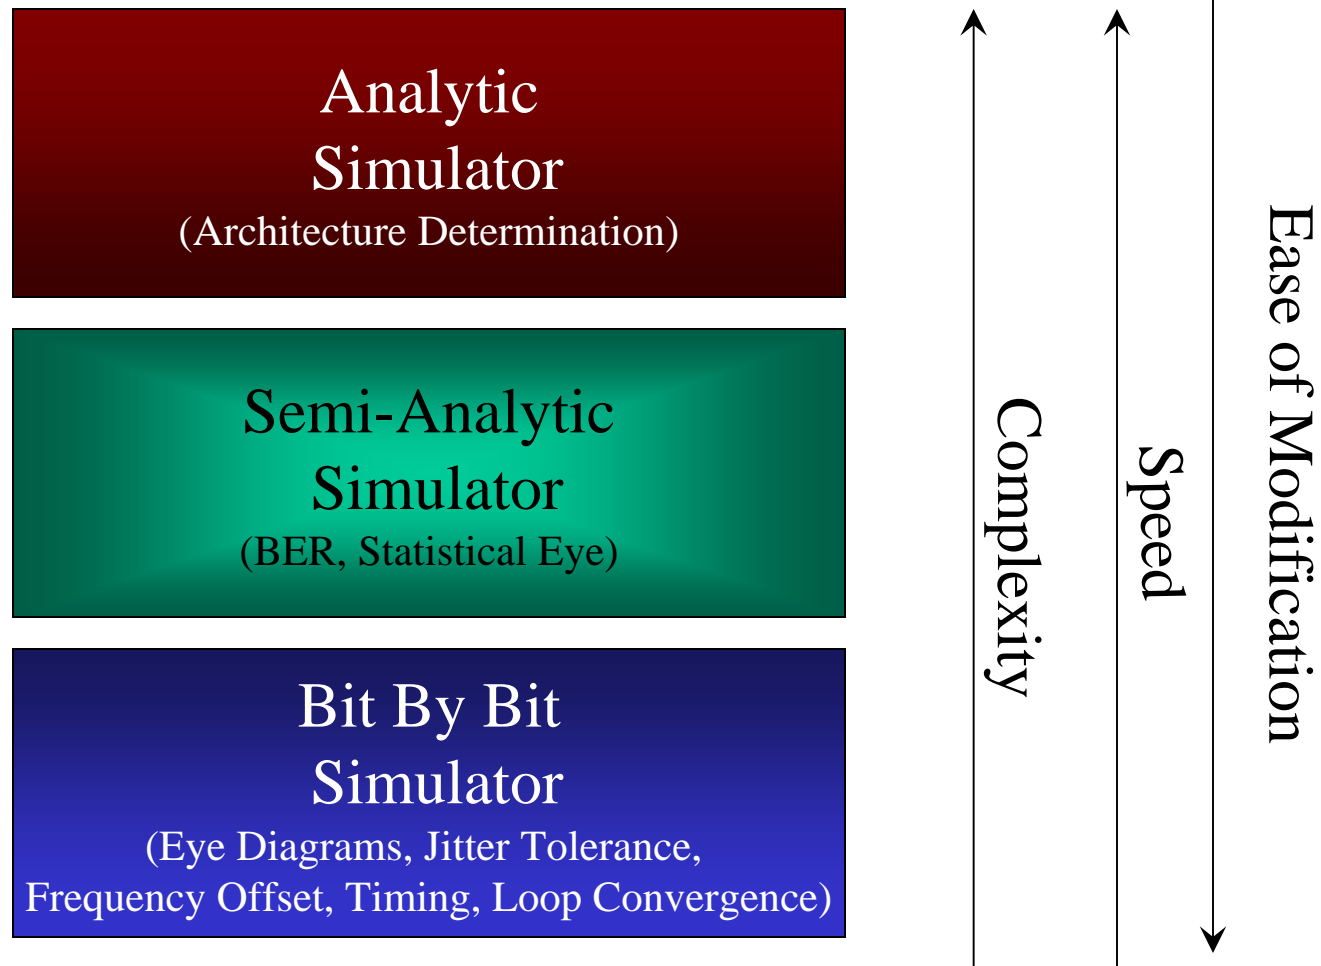 Analytic
Simulator
(Architecture Determination)
Semi-Analytic
Simulator
(BER, Statistical Eye)
Bit By Bit
Simulator
(Eye Diagrams, Jitter Tolerance,
Frequency Offset, Timing, Loop Convergence)
Complexity
Speed
Ease of Modification